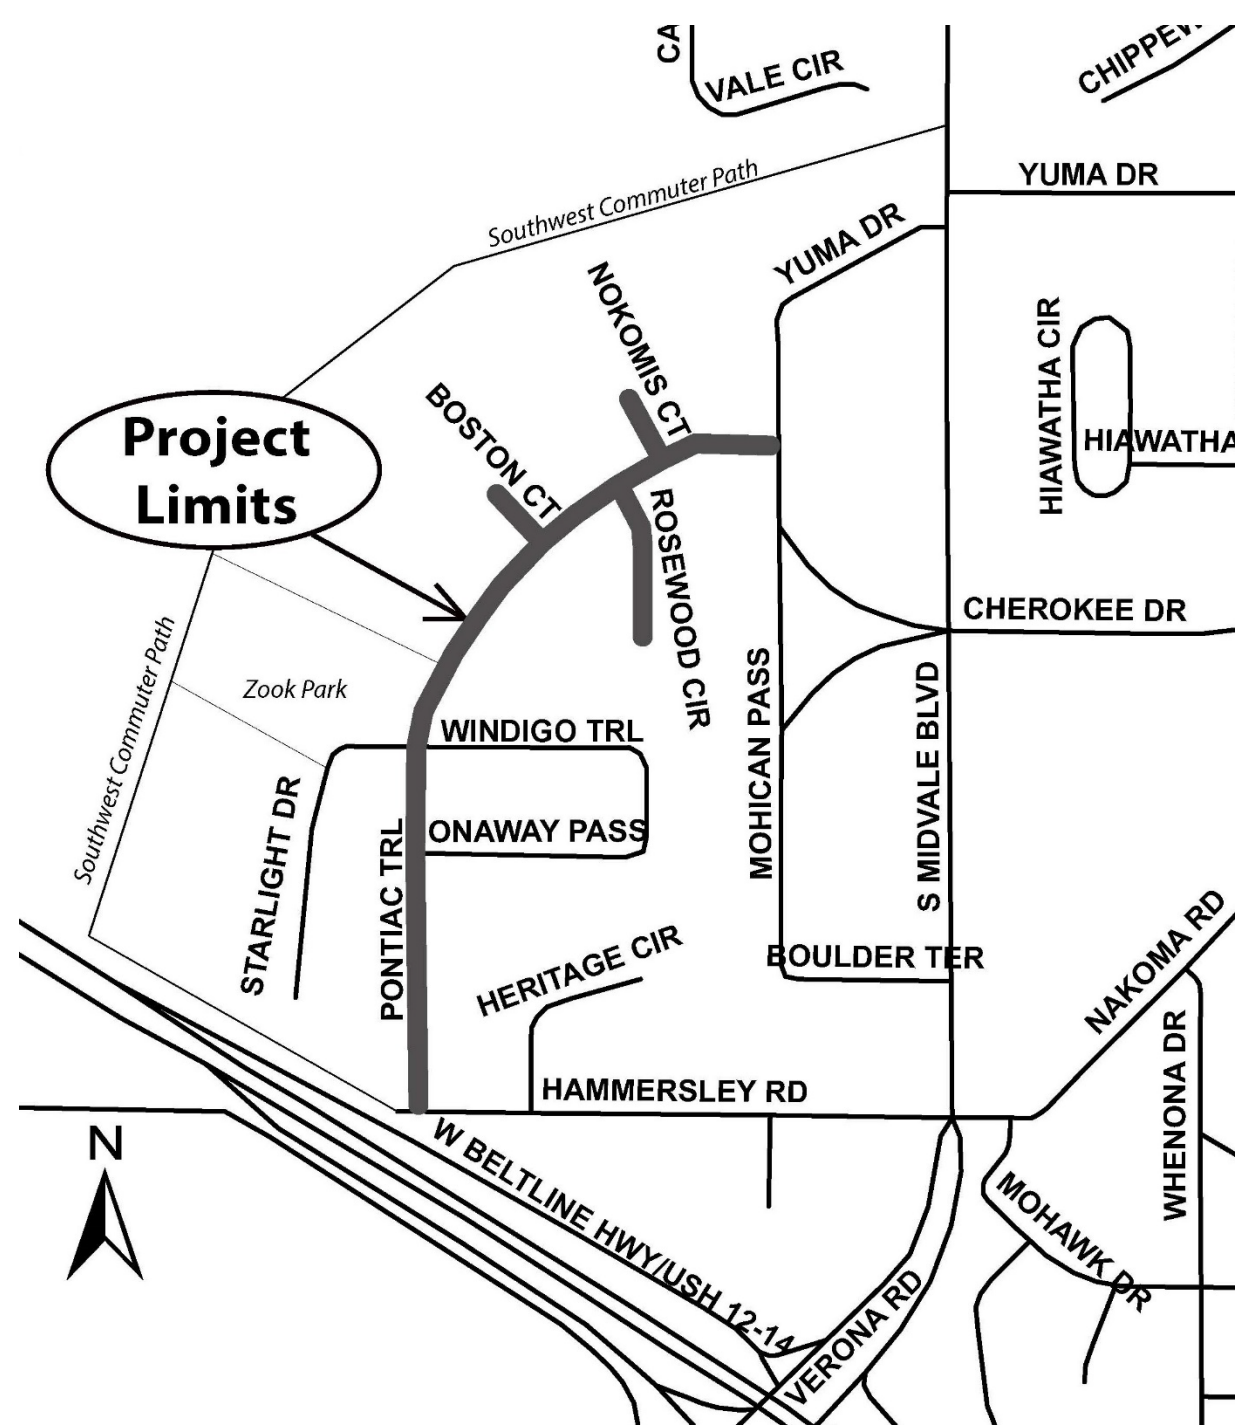 CA
VALE CIR
CHIPPEW
Southwest Commuter Path
YUMA DR
YUMA DR
NOKOMIS CT
HIAWATHA CIR
BOSTON CT
HIAWATHA
Project
Limits
ROSEWOOD CIR
CHEROKEE DR
Southwest Commuter Path
Zook Park
MOHICAN PASS
S MIDVALE BLVD
WINDIGO TRL
STARLIGHT DR
ONAWAY PASS
PONTIAC TRL
HERITAGE CIR
BOULDER TER
NAKOMA RD
WHENONA DR
HAMMERSLEY RD
N
W BELTLINE HWY/USH 12-14
MOHAWK DR
VERONA RD